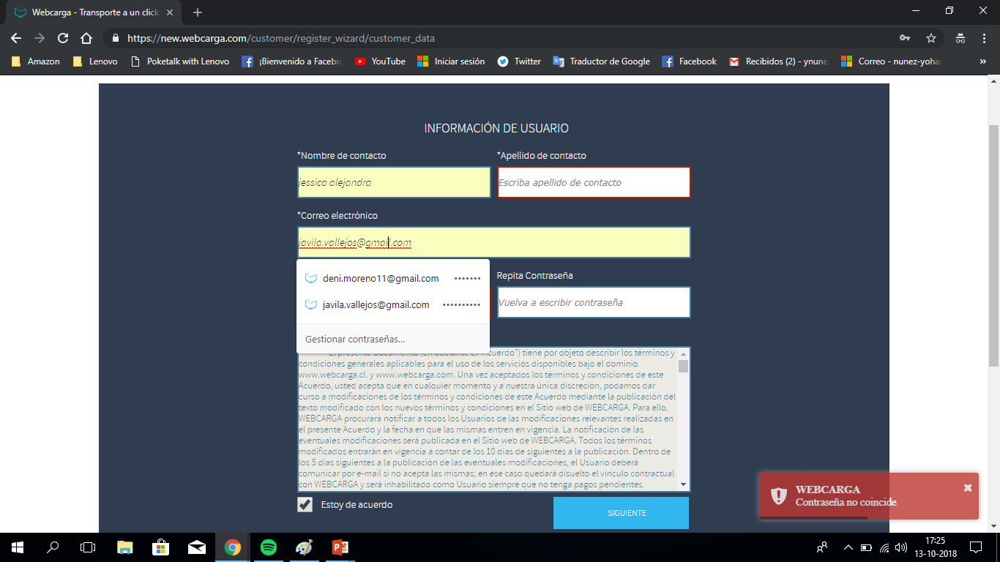 Webcarga - Transporte a un click
https://new.webcarga.com/customer/register_wizard/customer_data
Amazon Lenovo Poketalk with Lenovo ¡Bienvenido a Facebo YouTube Iniciar sesión Twitter Traductor de Google Facebook Recibidos (2) - ynune Correo - nunez-yohar »
INFORMACIÓN DE USUARIO
*Nombre de contacto *Apellido de contacto
jessica alejandra Escriba apellido de contacto
*Correo electrónico
javila.vallejos@gmail.com
Repita Contraseña
deni.moreno11@gmail.com •••••••
javila.vallejos@gmail.com ••••••••••
Vuelva a escribir contraseña
Gestionar contraseñas...
El presente documento (en adelante el "Acuerdo") tiene por objeto describir los términos y
condiciones generales aplicables para el uso de los servicios disponibles bajo el dominio
www.webcarga.cl. y www.webcarga.com. Una vez aceptados los términos y condiciones de este
Acuerdo, usted acepta que en cualquier momento y a nuestra única discreción, podamos dar
curso a modificaciones de los términos y condiciones de este Acuerdo mediante la publicación del
texto modificado con los nuevos términos y condiciones en el Sitio web de WEBCARGA. Para ello,
WEBCARGA procurará notificar a todos los Usuarios de las modificaciones relevantes realizadas en
el presente Acuerdo y la fecha en que las mismas entren en vigencia. La notificación de las
eventuales modificaciones será publicada en el Sitio web de WEBCARGA. Todos los términos
modificados entrarán en vigencia a contar de los 10 días de siguientes a la publicación. Dentro de
los 5 días siguientes a la publicación de las eventuales modificaciones, el Usuario deberá
comunicar por e-mail si no acepta las mismas; en ese caso quedará disuelto el vínculo contractual
con WEBCARGA y será inhabilitado como Usuario siempre que no tenga pagos pendientes.
Estoy de acuerdo
SIGUIENTE
WEBCARGA
Contraseña no coincide
17:25
13-10-2018